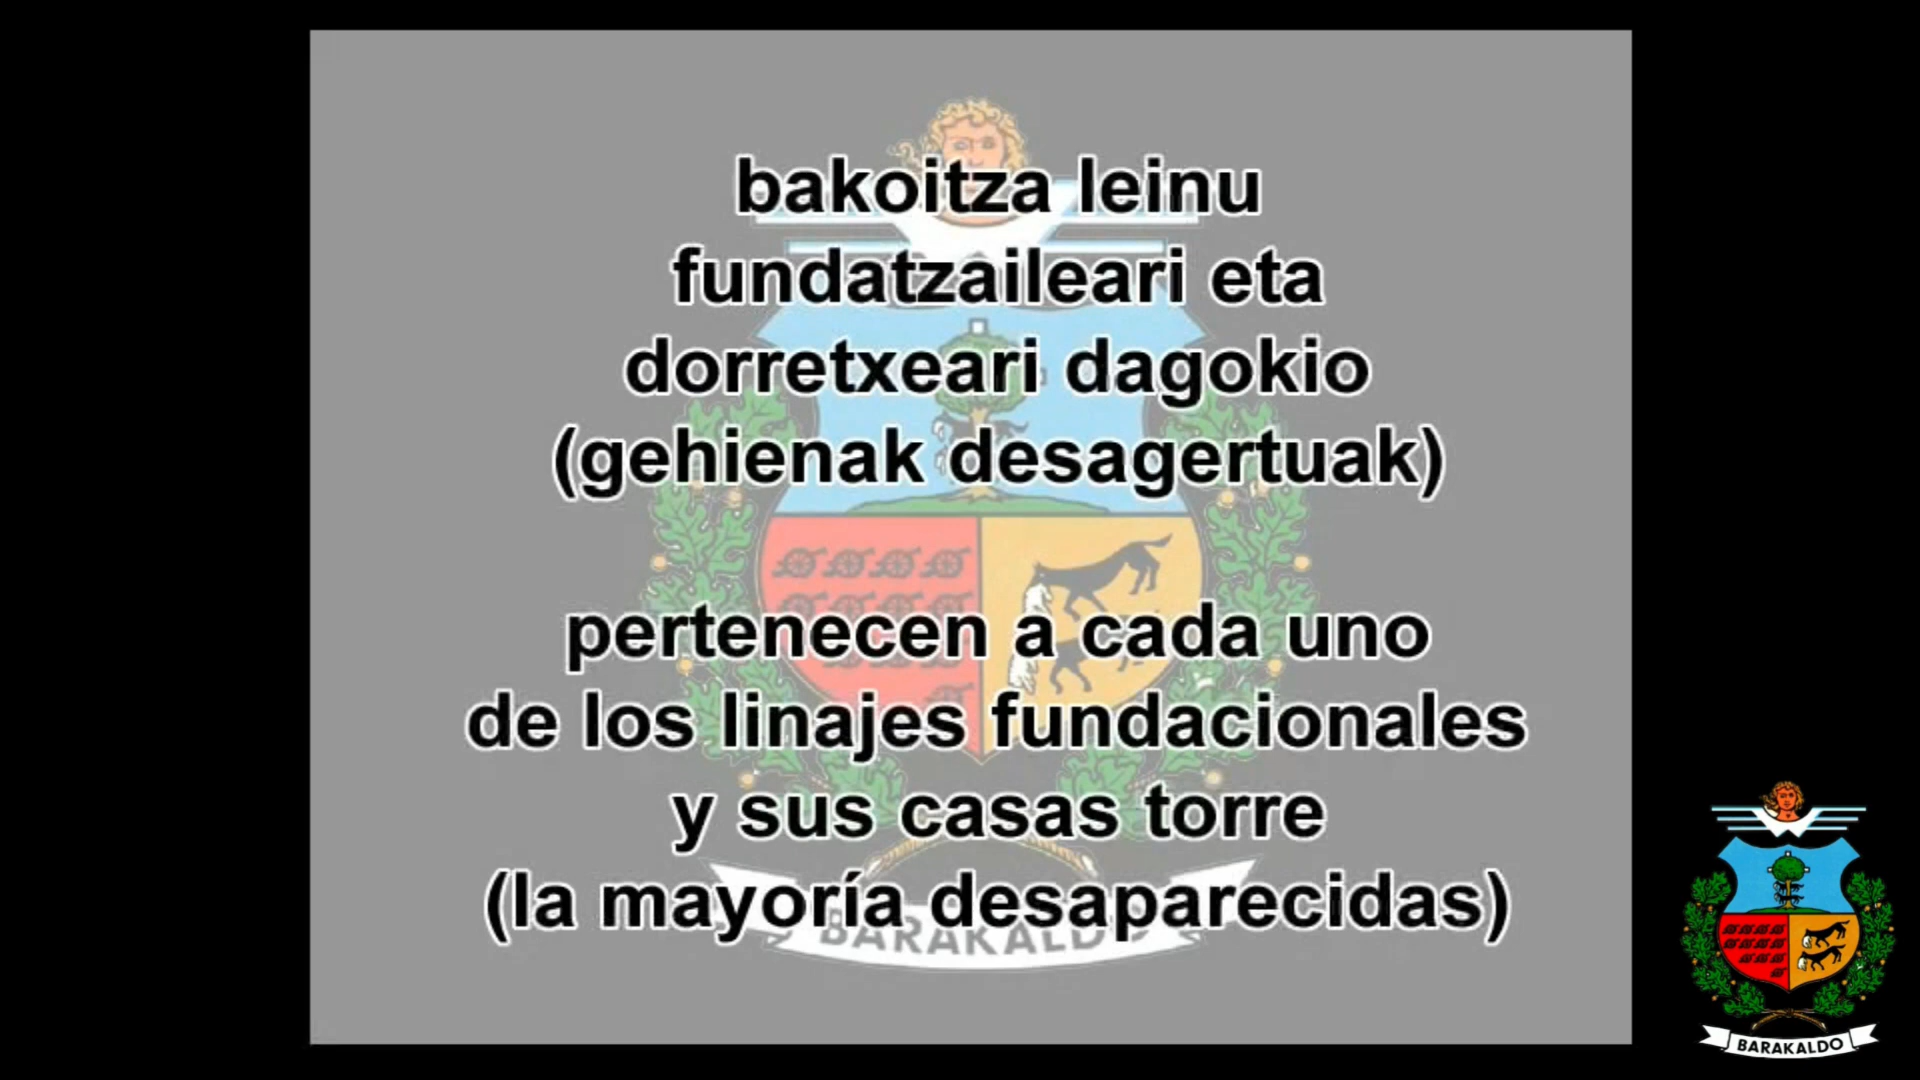 bakoitza leinu
fundatzaileari eta
dorretxeari dagokio
(gehienak desagertuak)
pertenecen a cada uno
de los linajes fundacionales
y sus casas torre
(la mayoría desaparecidas)
BARAKALDO
BARAKALDO